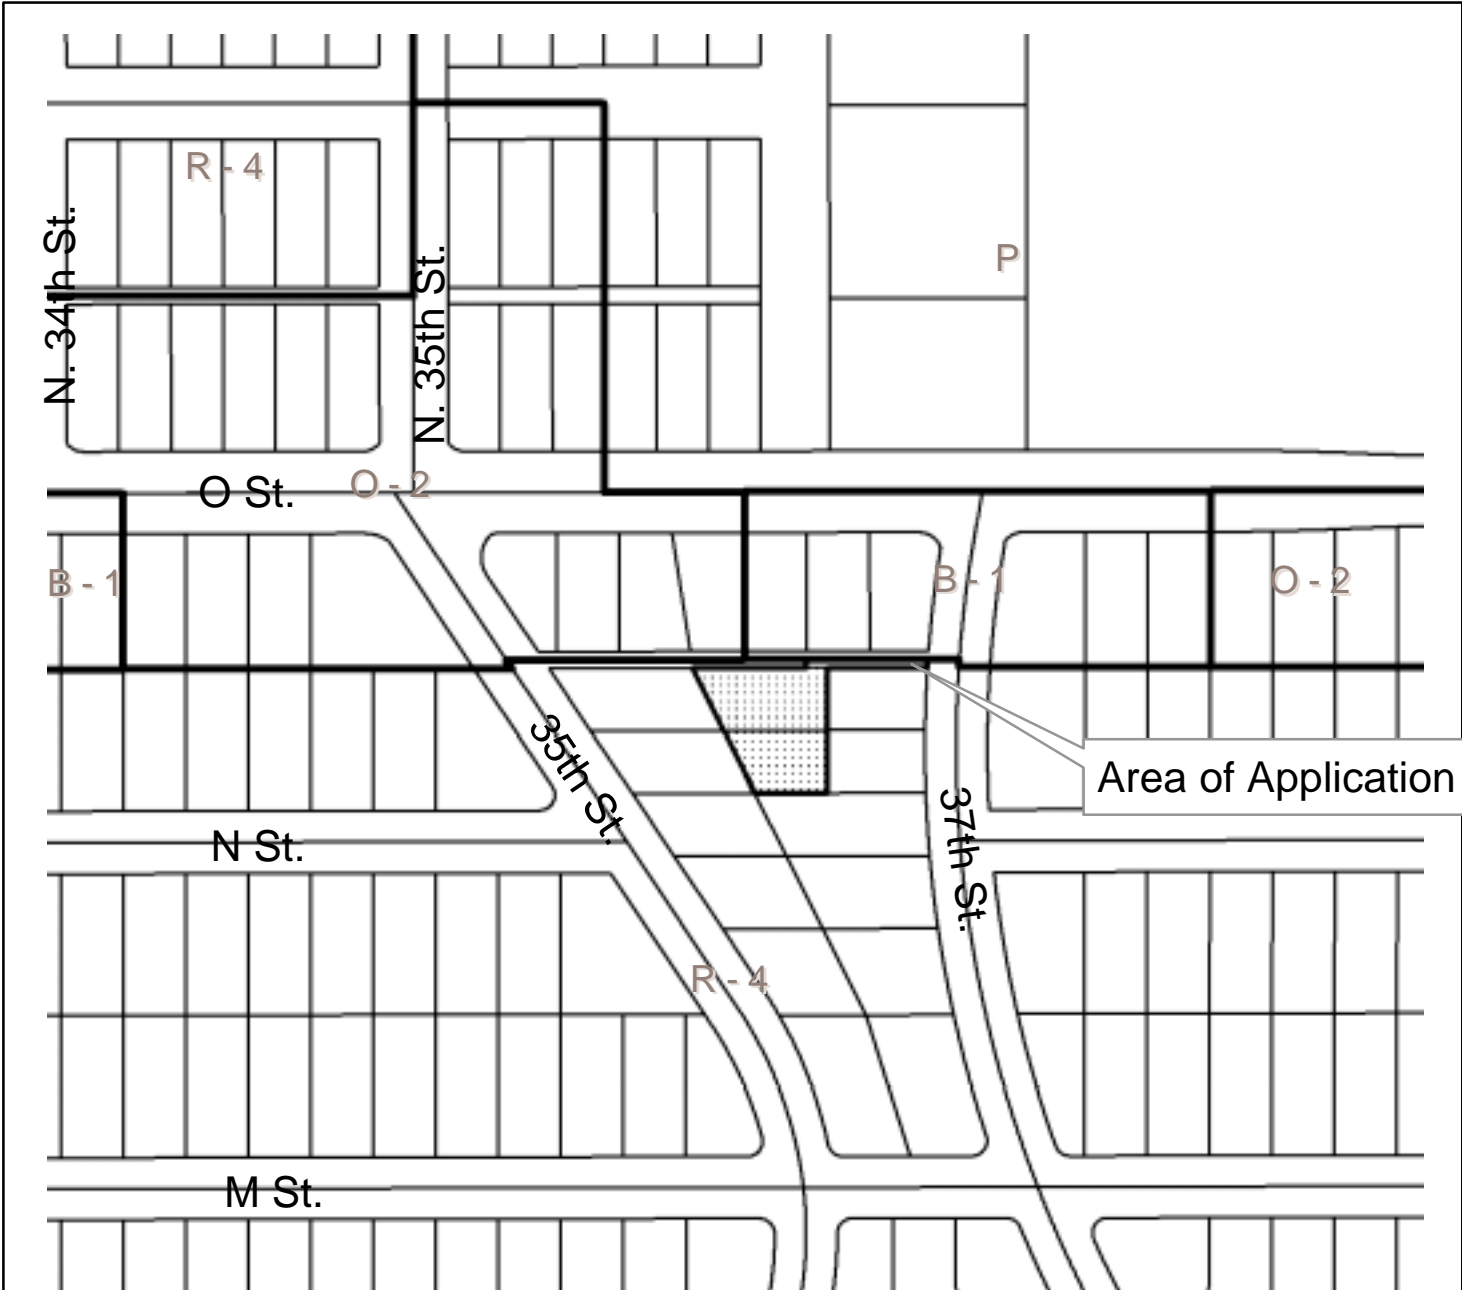 R - 4
N. 34th St.
N. 35th St.
P
O St.
O - 2
B - 1
B - 1
O - 2
35th St.
Area of Application
37th St.
N St.
R - 4
M St.